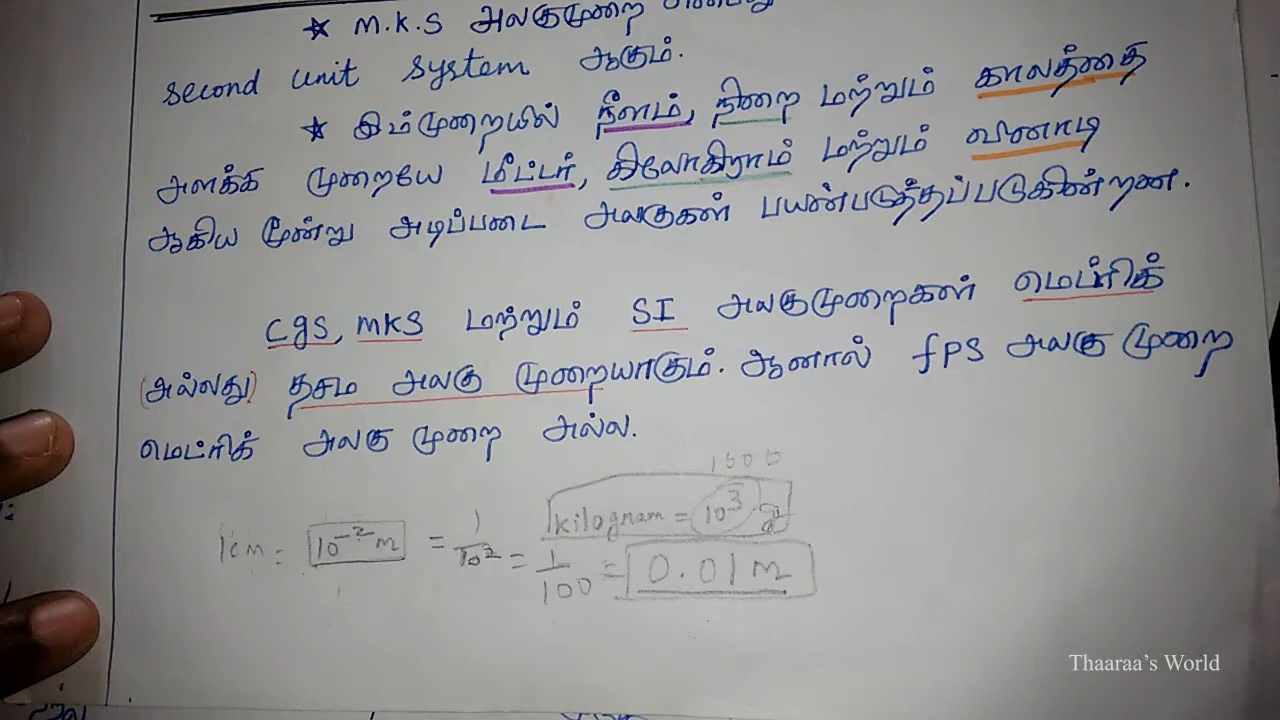 ★ M.K.S அலகுமுறை என்பது
second unit system ஆகும்.
★ இம்முறையில் நீளம், நிறை மற்றும் காலத்தை
அளக்க முறையே மீட்டர், கிலோகிராம் மற்றும் வினாடி
ஆகிய மூன்று அடிப்படை அலகுகள் பயன்படுத்தப்படுகின்றன.
CGS, MKS மற்றும் SI அலகுமுறைகள் மெட்ரிக்
(அல்லது) தசம அலகு முறையாகும். ஆனால் FPS அலகு முறை
மெட்ரிக் அலகு முறை அல்ல.
1000
kilogram = 10³ g
1cm = 10⁻² m = 1/10² = 1/100 = 0.01 m
Thaaraa's World